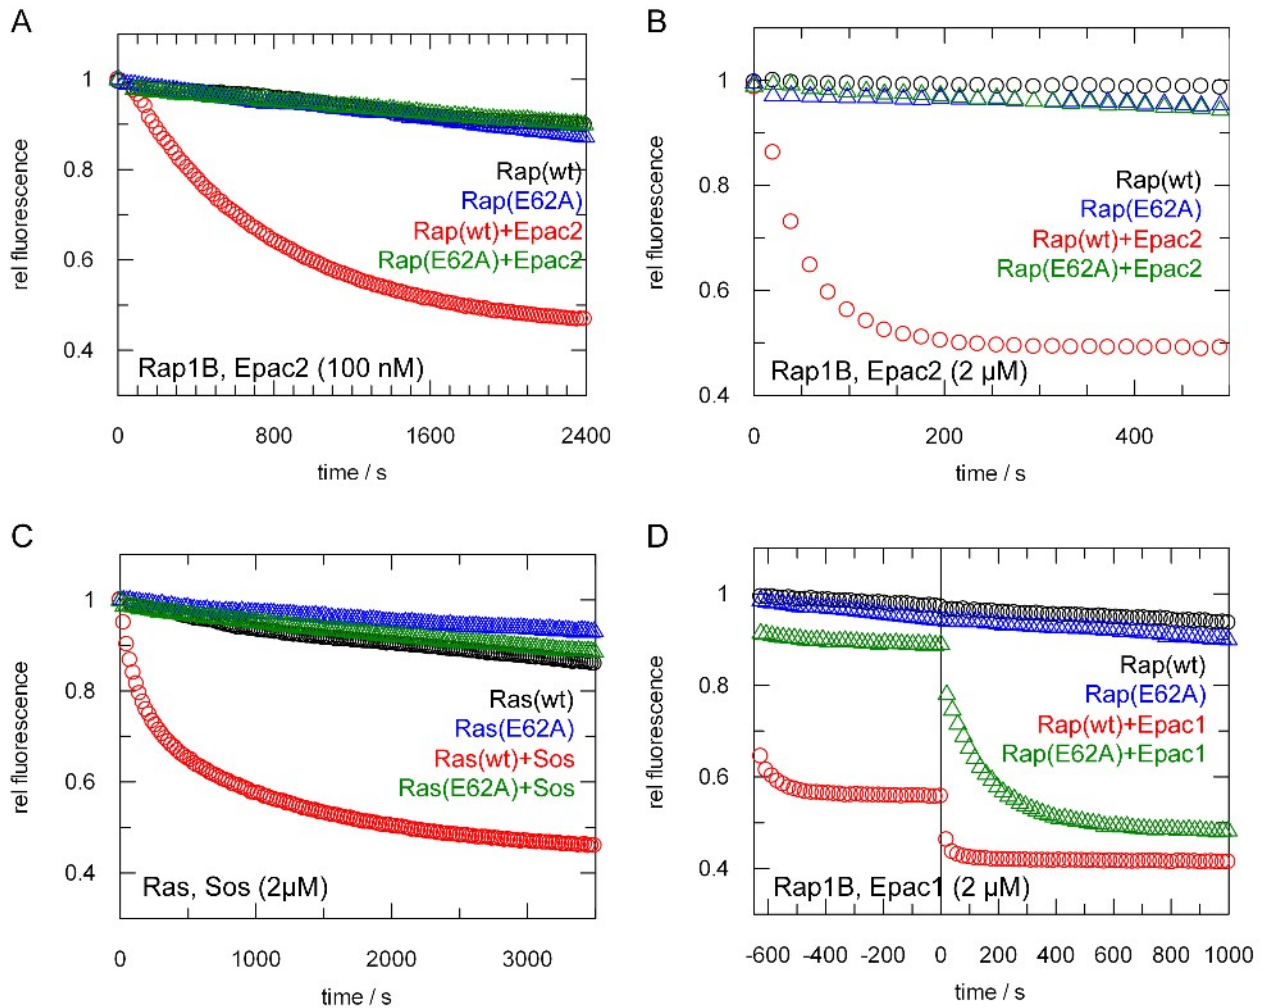 A
1
0.8
0.6
0.4
rel fluorescence
Rap(wt)
Rap(E62A)
Rap(wt)+Epac2
Rap(E62A)+Epac2
Rap1B, Epac2 (100 nM)
0 800 1600 2400
time / s
B
1
0.8
0.6
0.4
rel fluorescence
Rap(wt)
Rap(E62A)
Rap(wt)+Epac2
Rap(E62A)+Epac2
Rap1B, Epac2 (2 µM)
0 200 400
time / s
C
1
0.8
0.6
0.4
rel fluorescence
Ras(wt)
Ras(E62A)
Ras(wt)+Sos
Ras(E62A)+Sos
Ras, Sos (2µM)
0 1000 2000 3000
time / s
D
1
0.8
0.6
0.4
rel fluorescence
Rap(wt)
Rap(E62A)
Rap(wt)+Epac1
Rap(E62A)+Epac1
Rap1B, Epac1 (2 µM)
-600 -400 -200 0 200 400 600 800 1000
time / s